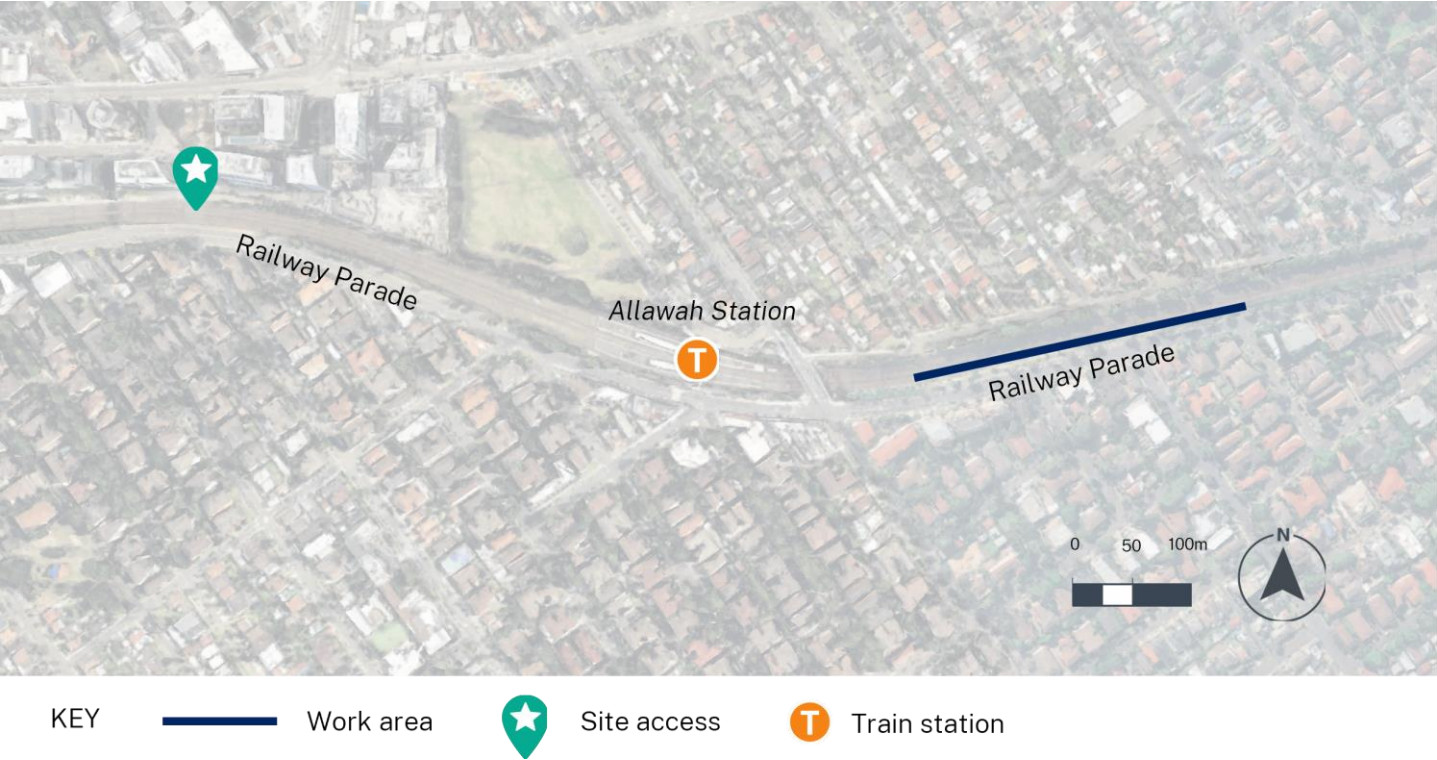 Railway Parade
Allawah Station
T
Railway Parade
0 50 100m
N
KEY Work area Site access T Train station